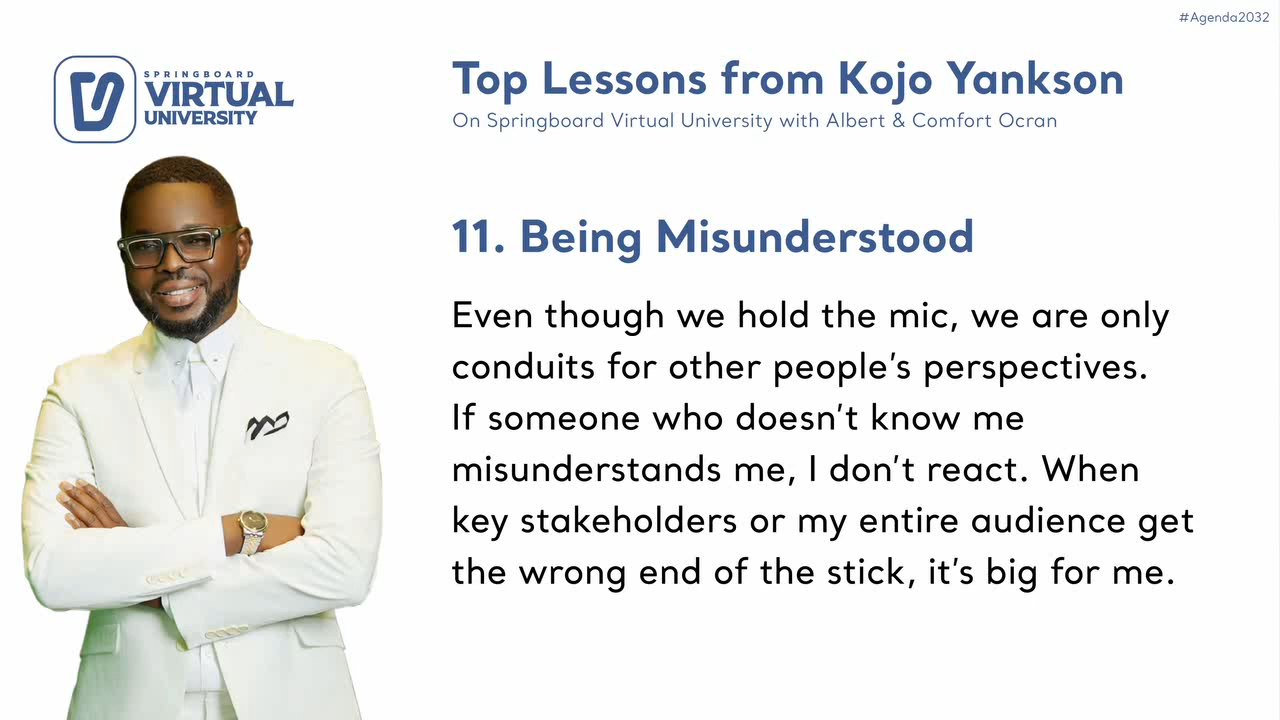 #Agenda2032
SPRINGBOARD
VIRTUAL
UNIVERSITY
Top Lessons from Kojo Yankson
On Springboard Virtual University with Albert & Comfort Ocran
11. Being Misunderstood
Even though we hold the mic, we are only
conduits for other people’s perspectives.
If someone who doesn’t know me
misunderstands me, I don’t react. When
key stakeholders or my entire audience get
the wrong end of the stick, it’s big for me.